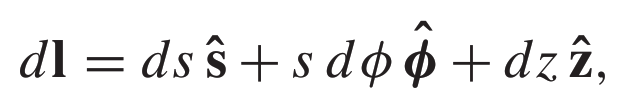 d𝐥 = ds ŝ + s dϕ ϕ̂ + dz ẑ,